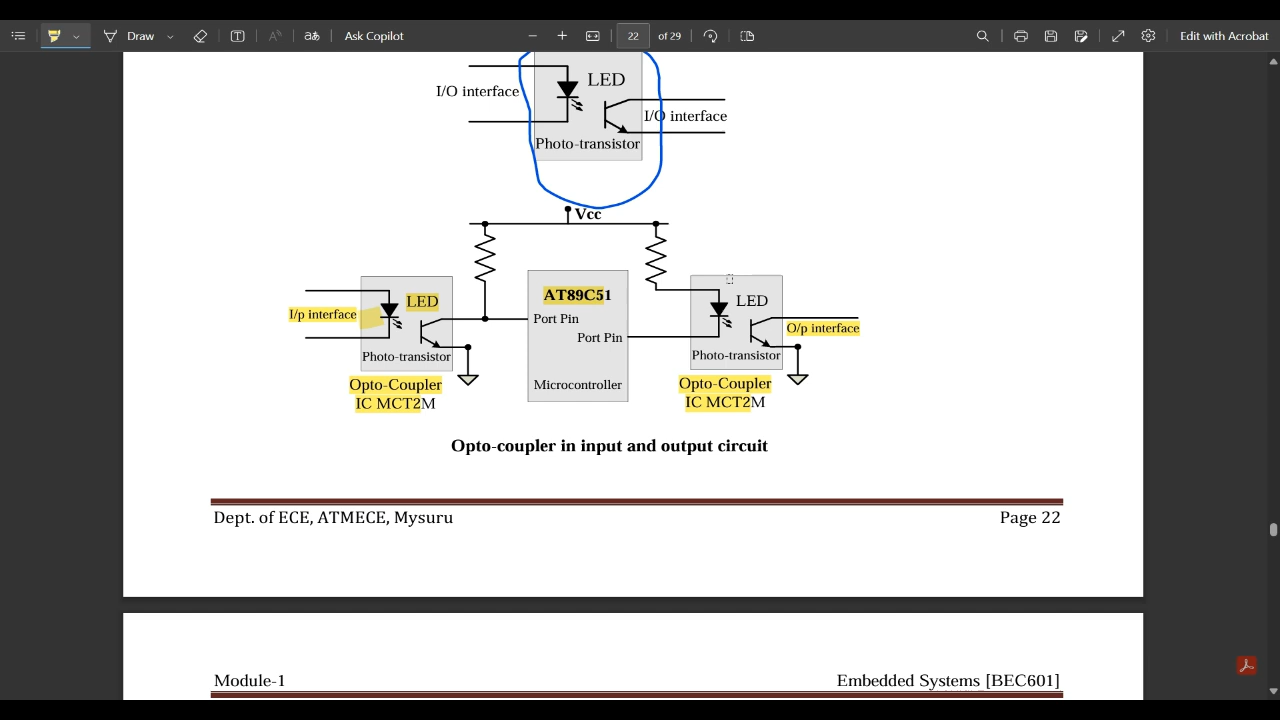 Draw
Ask Copilot
22 of 29
Edit with Acrobat
LED
I/O interface
I/O interface
Photo-transistor
Vcc
LED
I/p interface
Photo-transistor
Opto-Coupler
IC MCT2M
AT89C51
Port Pin
Port Pin
Microcontroller
LED
O/p interface
Photo-transistor
Opto-Coupler
IC MCT2M
Opto-coupler in input and output circuit
Dept. of ECE, ATMECE, Mysuru Page 22
Module-1 Embedded Systems [BEC601]